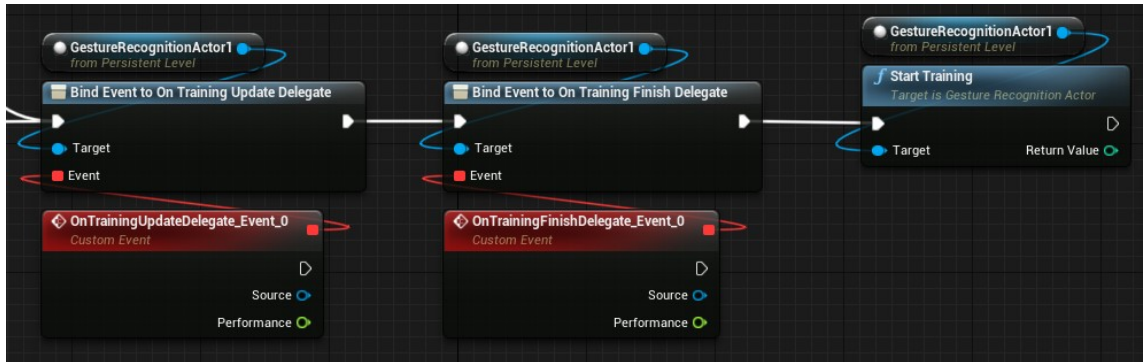 GestureRecognitionActor1
from Persistent Level
Bind Event to On Training Update Delegate
Target
Event
OnTrainingUpdateDelegate_Event_0
Custom Event
Source
Performance
GestureRecognitionActor1
from Persistent Level
Bind Event to On Training Finish Delegate
Target
Event
OnTrainingFinishDelegate_Event_0
Custom Event
Source
Performance
GestureRecognitionActor1
from Persistent Level
f Start Training
Target is Gesture Recognition Actor
Target Return Value